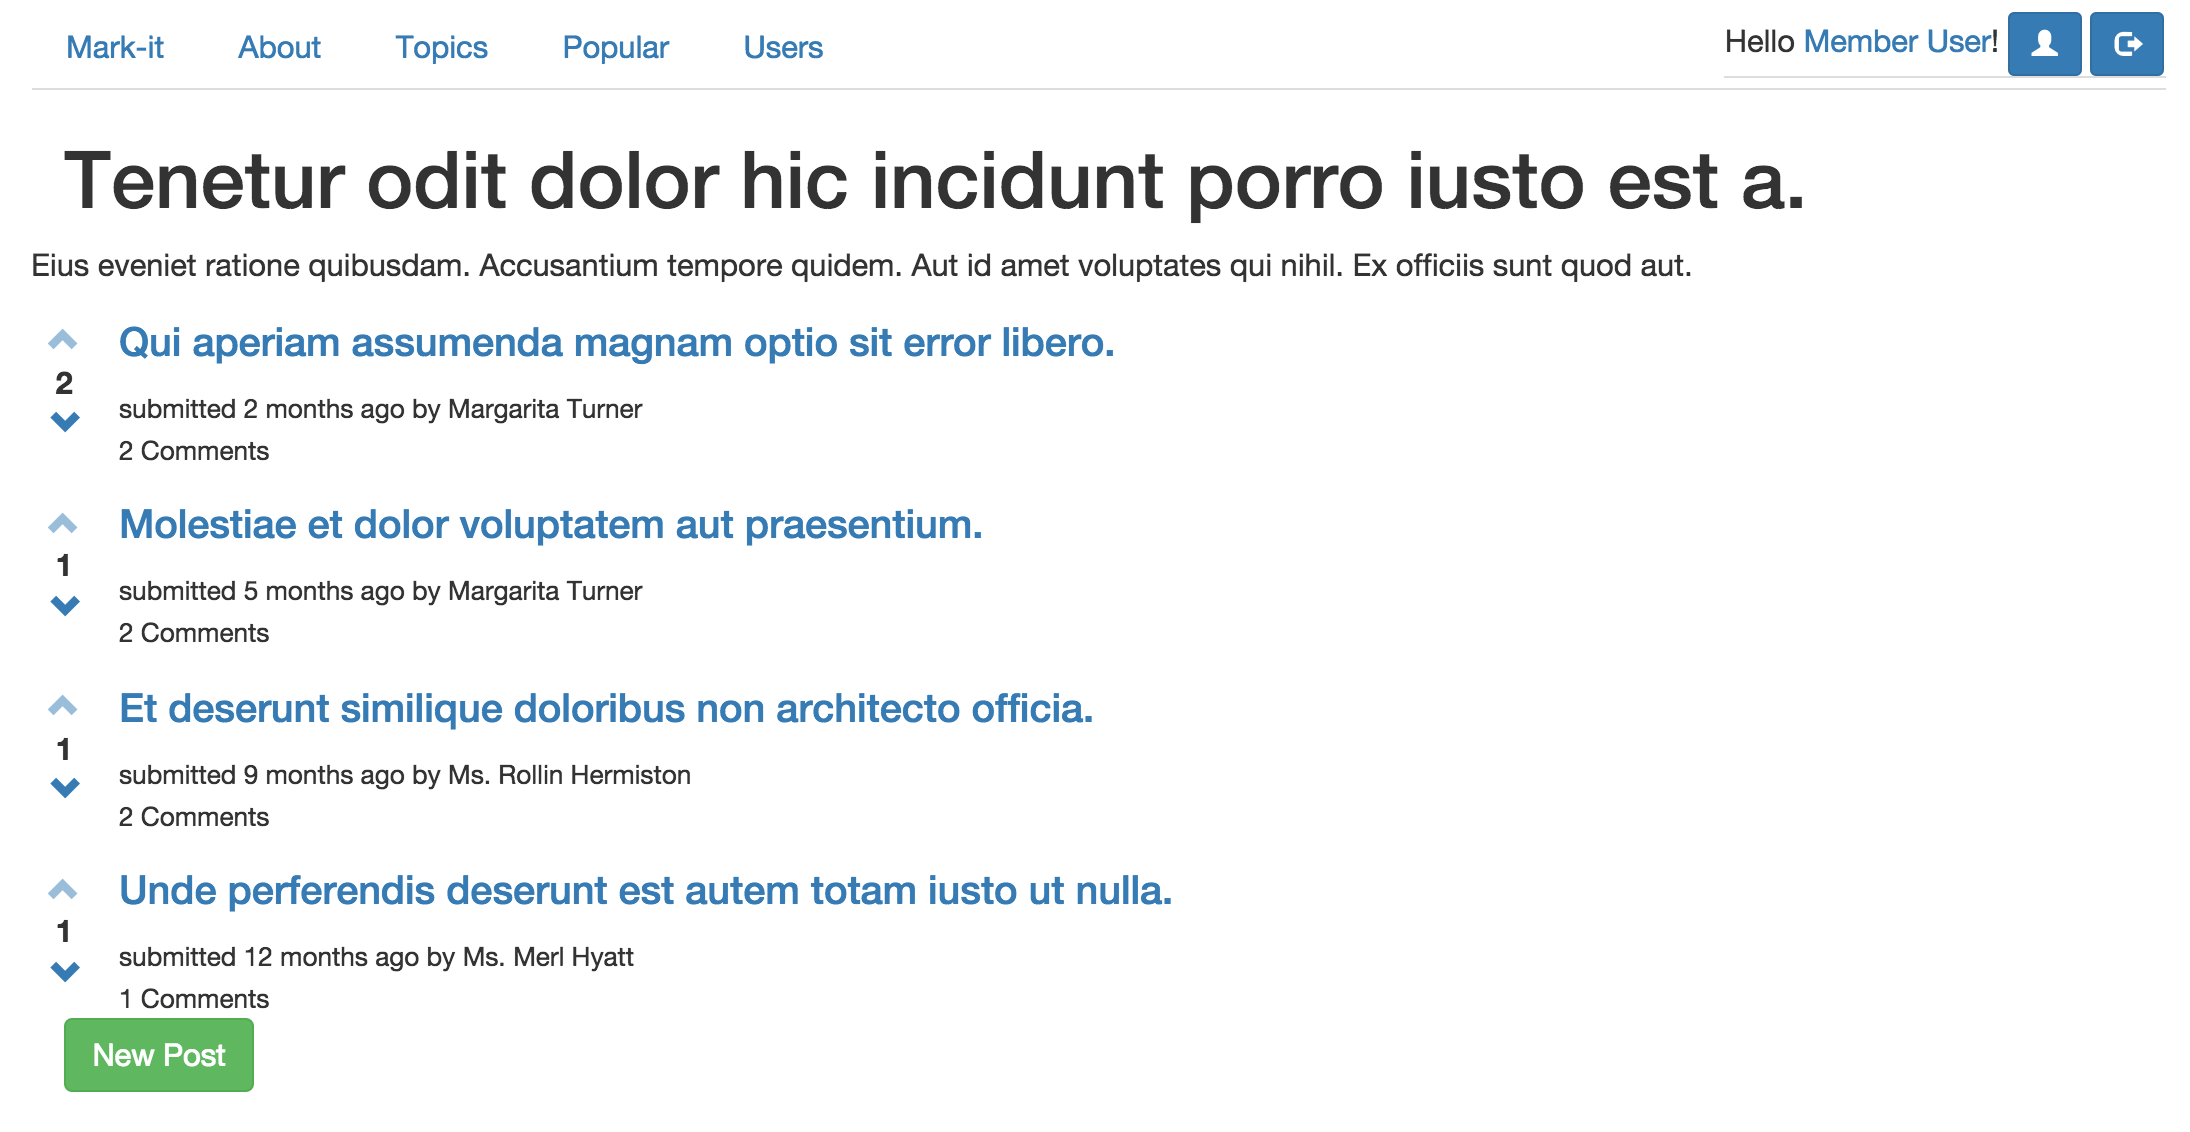 Mark-it About Topics Popular Users Hello Member User!
Tenetur odit dolor hic incidunt porro iusto est a.
Eius eveniet ratione quibusdam. Accusantium tempore quidem. Aut id amet voluptates qui nihil. Ex officiis sunt quod aut.
Qui aperiam assumenda magnam optio sit error libero.
2
submitted 2 months ago by Margarita Turner
2 Comments
Molestiae et dolor voluptatem aut praesentium.
1
submitted 5 months ago by Margarita Turner
2 Comments
Et deserunt similique doloribus non architecto officia.
1
submitted 9 months ago by Ms. Rollin Hermiston
2 Comments
Unde perferendis deserunt est autem totam iusto ut nulla.
1
submitted 12 months ago by Ms. Merl Hyatt
1 Comments
New Post